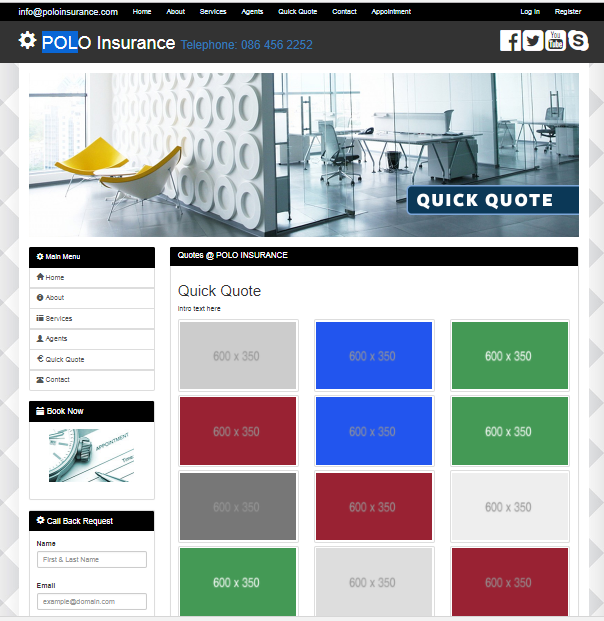 info@poloinsurance.com Home About Services Agents Quick Quote Contact Appointment Log In Register
POLO Insurance Telephone: 086 456 2252
You
Tube
QUICK QUOTE
Main Menu
Home
About
Services
Agents
Quick Quote
Contact
Book Now
APPOINTMENT
Time:
Call Back Request
Name
First & Last Name
Email
example@domain.com
Quotes @ POLO INSURANCE
Quick Quote
Intro text here
600 x 350 600 x 350 600 x 350
600 x 350 600 x 350 600 x 350
600 x 350 600 x 350 600 x 350
600 x 350 600 x 350 600 x 350